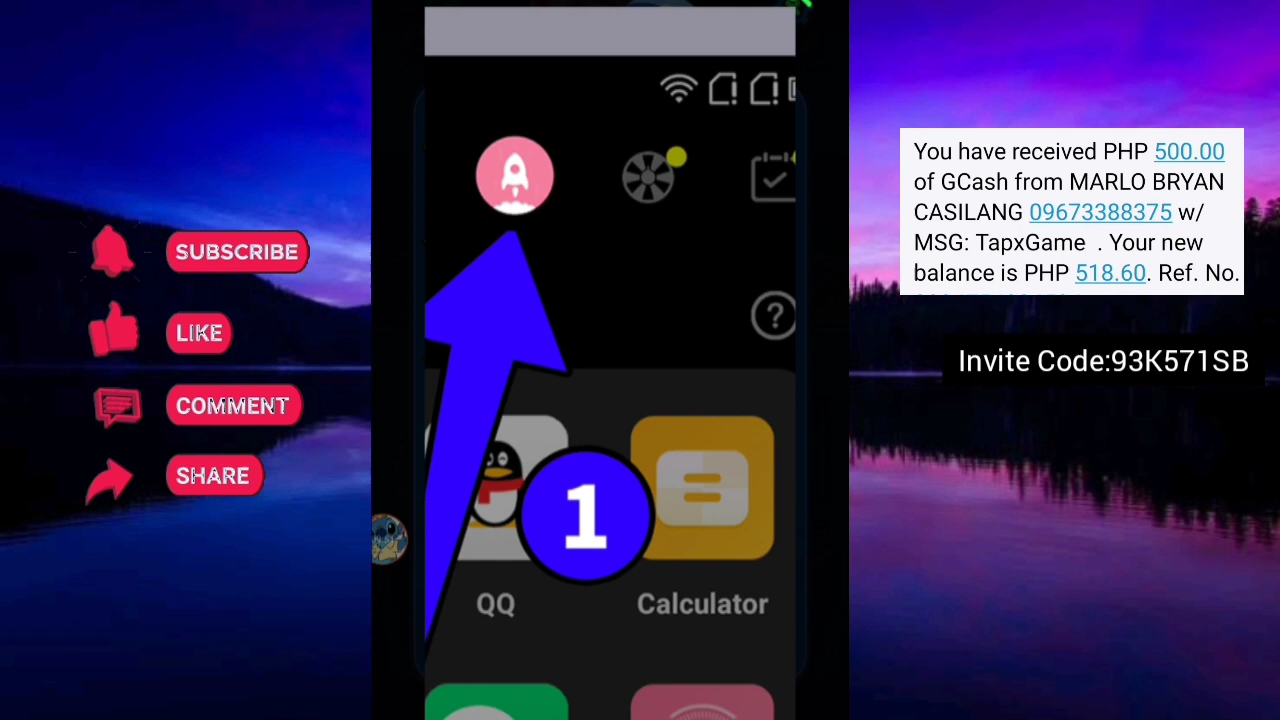 SUBSCRIBE
LIKE
COMMENT
SHARE
1
QQ
Calculator
You have received PHP 500.00
of GCash from MARLO BRYAN
CASILANG 09673388375 w/
MSG: TapxGame . Your new
balance is PHP 518.60. Ref. No.
Invite Code:93K571SB